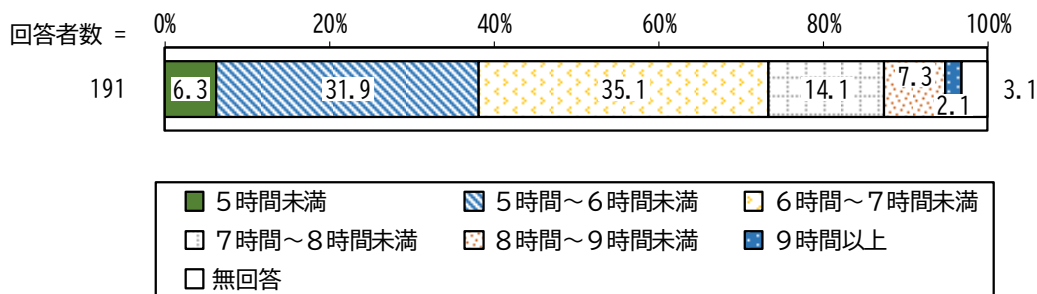 回答者数 =
0% 20% 40% 60% 80% 100%
191 6.3 31.9 35.1 14.1 7.3 2.1 3.1
５時間未満 ５時間～６時間未満 ６時間～７時間未満
７時間～８時間未満 ８時間～９時間未満 ９時間以上
無回答